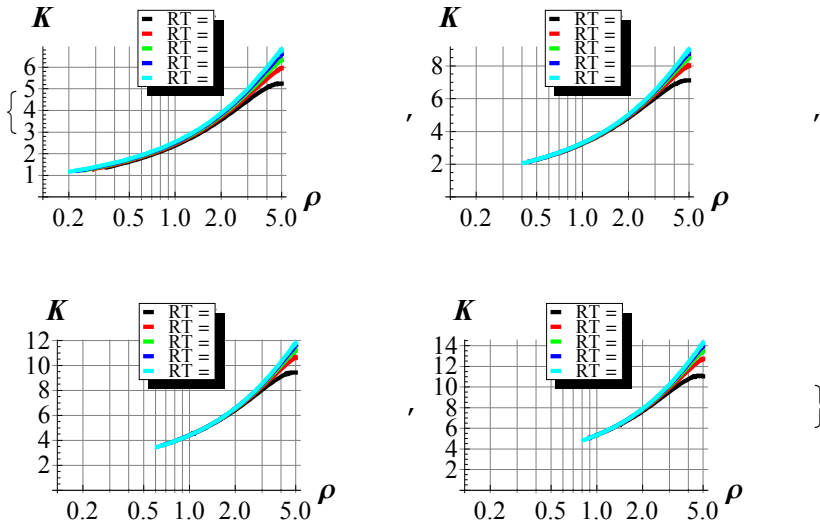 K
RT =
RT =
RT =
RT =
RT =
6
5
4
3
2
1
0.2 0.5 1.0 2.0 5.0 ρ
{
,
K
RT =
RT =
RT =
RT =
RT =
8
6
4
2
0.2 0.5 1.0 2.0 5.0 ρ
,
K
RT =
RT =
RT =
RT =
RT =
12
10
8
6
4
2
0.2 0.5 1.0 2.0 5.0 ρ
,
K
RT =
RT =
RT =
RT =
RT =
14
12
10
8
6
4
2
0.2 0.5 1.0 2.0 5.0 ρ
}